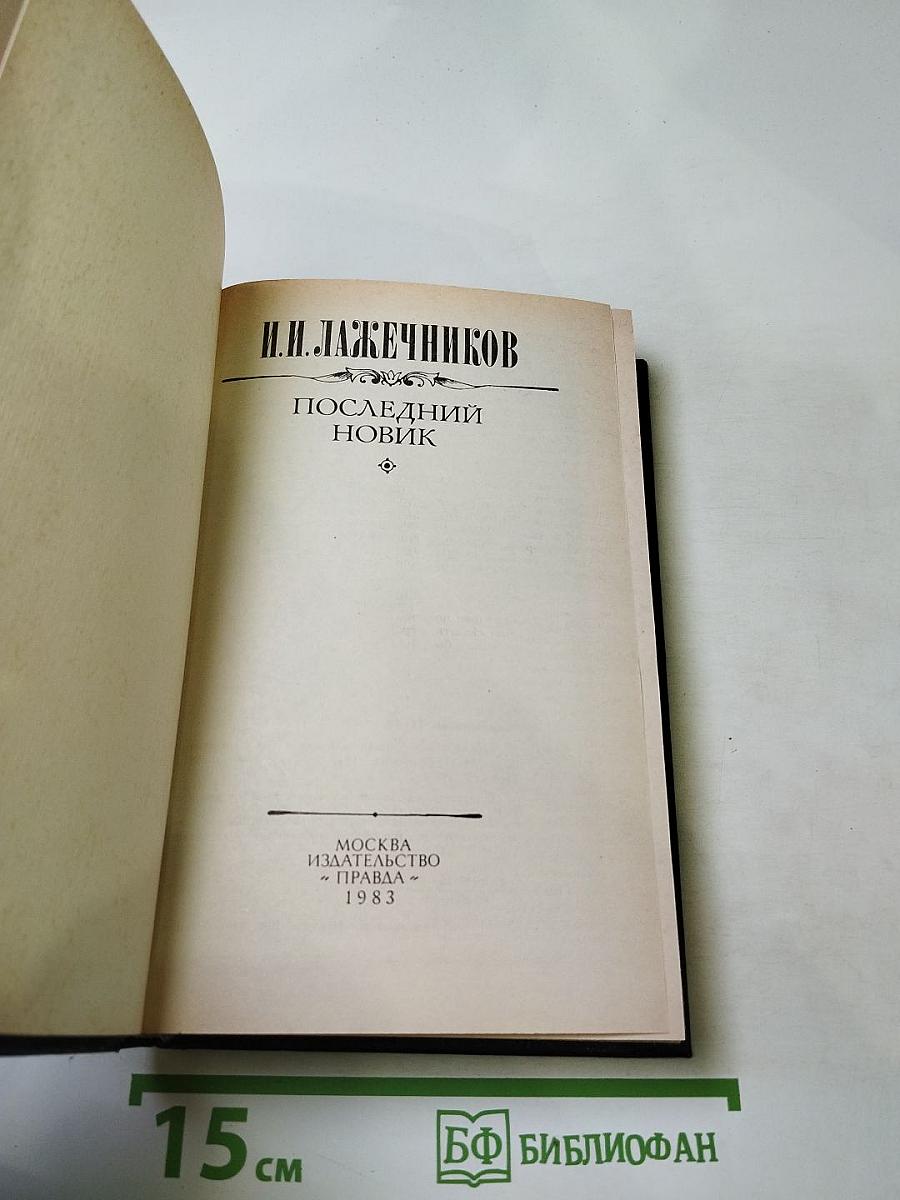 И.И. ЛАЖЕЧНИКОВ
ПОСЛЕДНИЙ
НОВИК
МОСКВА
ИЗДАТЕЛЬСТВО
„ПРАВДА“
1983
15 см
БФ БИБЛИОФАН